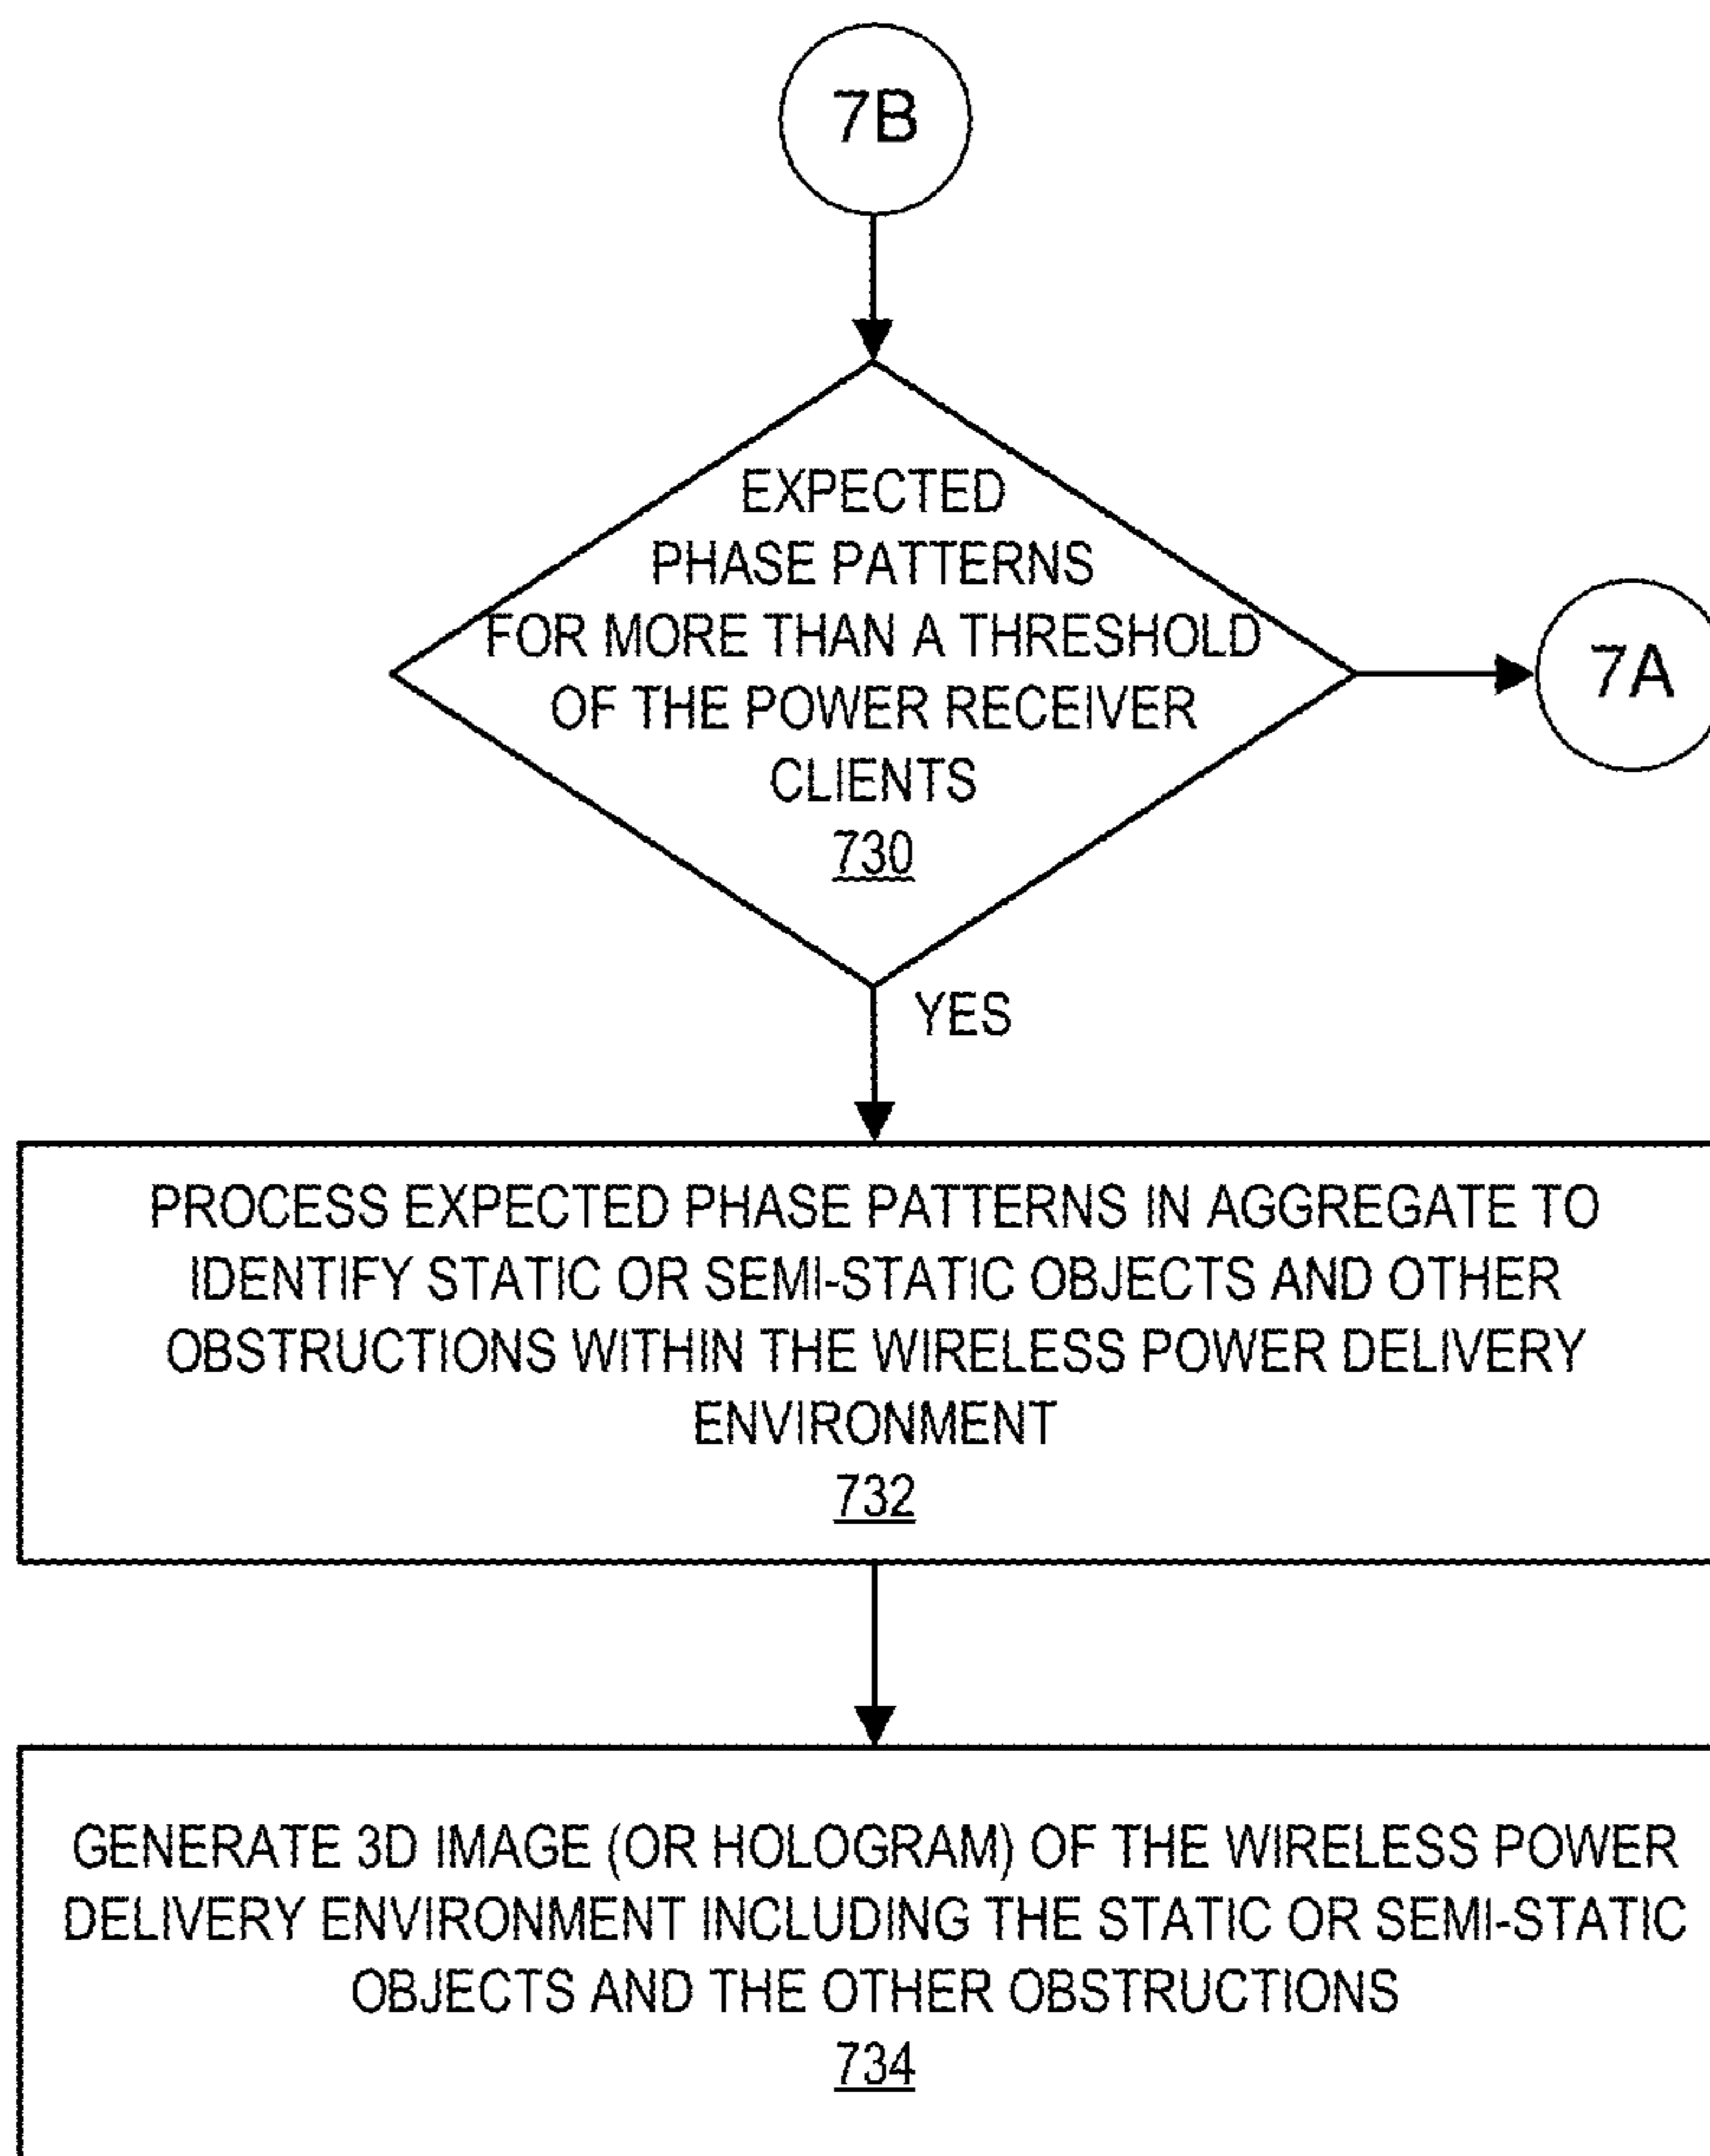 7B
EXPECTED
PHASE PATTERNS
FOR MORE THAN A THRESHOLD
OF THE POWER RECEIVER
CLIENTS
730
7A
YES
PROCESS EXPECTED PHASE PATTERNS IN AGGREGATE TO
IDENTIFY STATIC OR SEMI-STATIC OBJECTS AND OTHER
OBSTRUCTIONS WITHIN THE WIRELESS POWER DELIVERY
ENVIRONMENT
732
GENERATE 3D IMAGE (OR HOLOGRAM) OF THE WIRELESS POWER
DELIVERY ENVIRONMENT INCLUDING THE STATIC OR SEMI-STATIC
OBJECTS AND THE OTHER OBSTRUCTIONS
734